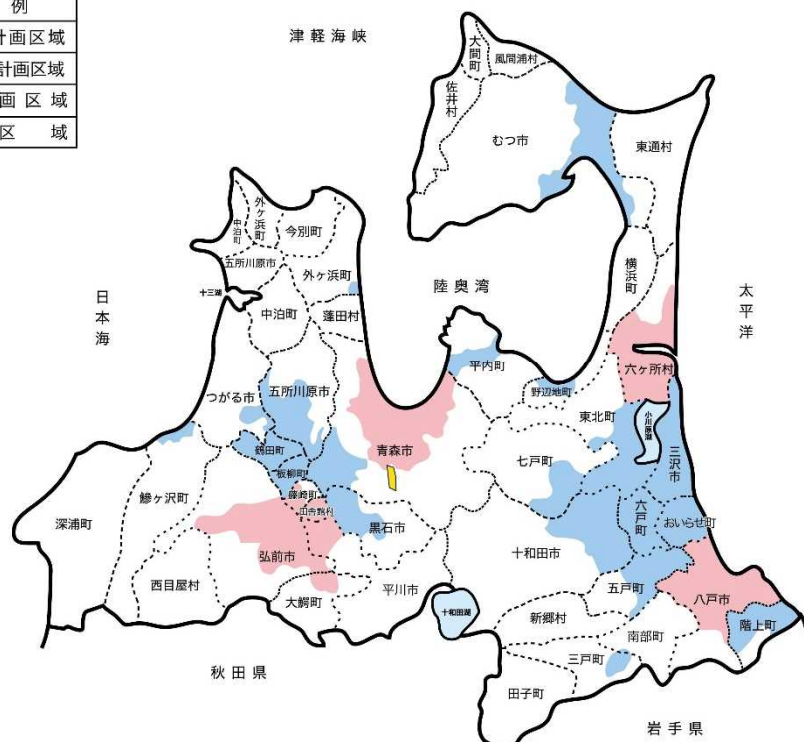 例
計画区域
計画区域
画区域
区域
津軽海峡
大間町
風間浦村
佐井村
むつ市
東通村
外ヶ浜町
中泊町
今別町
五所川原市
外ヶ浜町
十三湖
中泊町
蓬田村
陸奥湾
横浜町
日本海
太平洋
平内町
六ヶ所村
野辺地町
つがる市
五所川原市
東北町
小川原湖
青森市
鶴田町
七戸町
三沢市
板柳町
鰺ヶ沢町
藤崎町
田舎館村
六戸町
おいらせ町
深浦町
黒石市
弘前市
十和田市
西目屋村
平川市
五戸町
八戸市
大鰐町
十和田湖
新郷村
階上町
南部町
三戸町
秋田県
田子町
岩手県